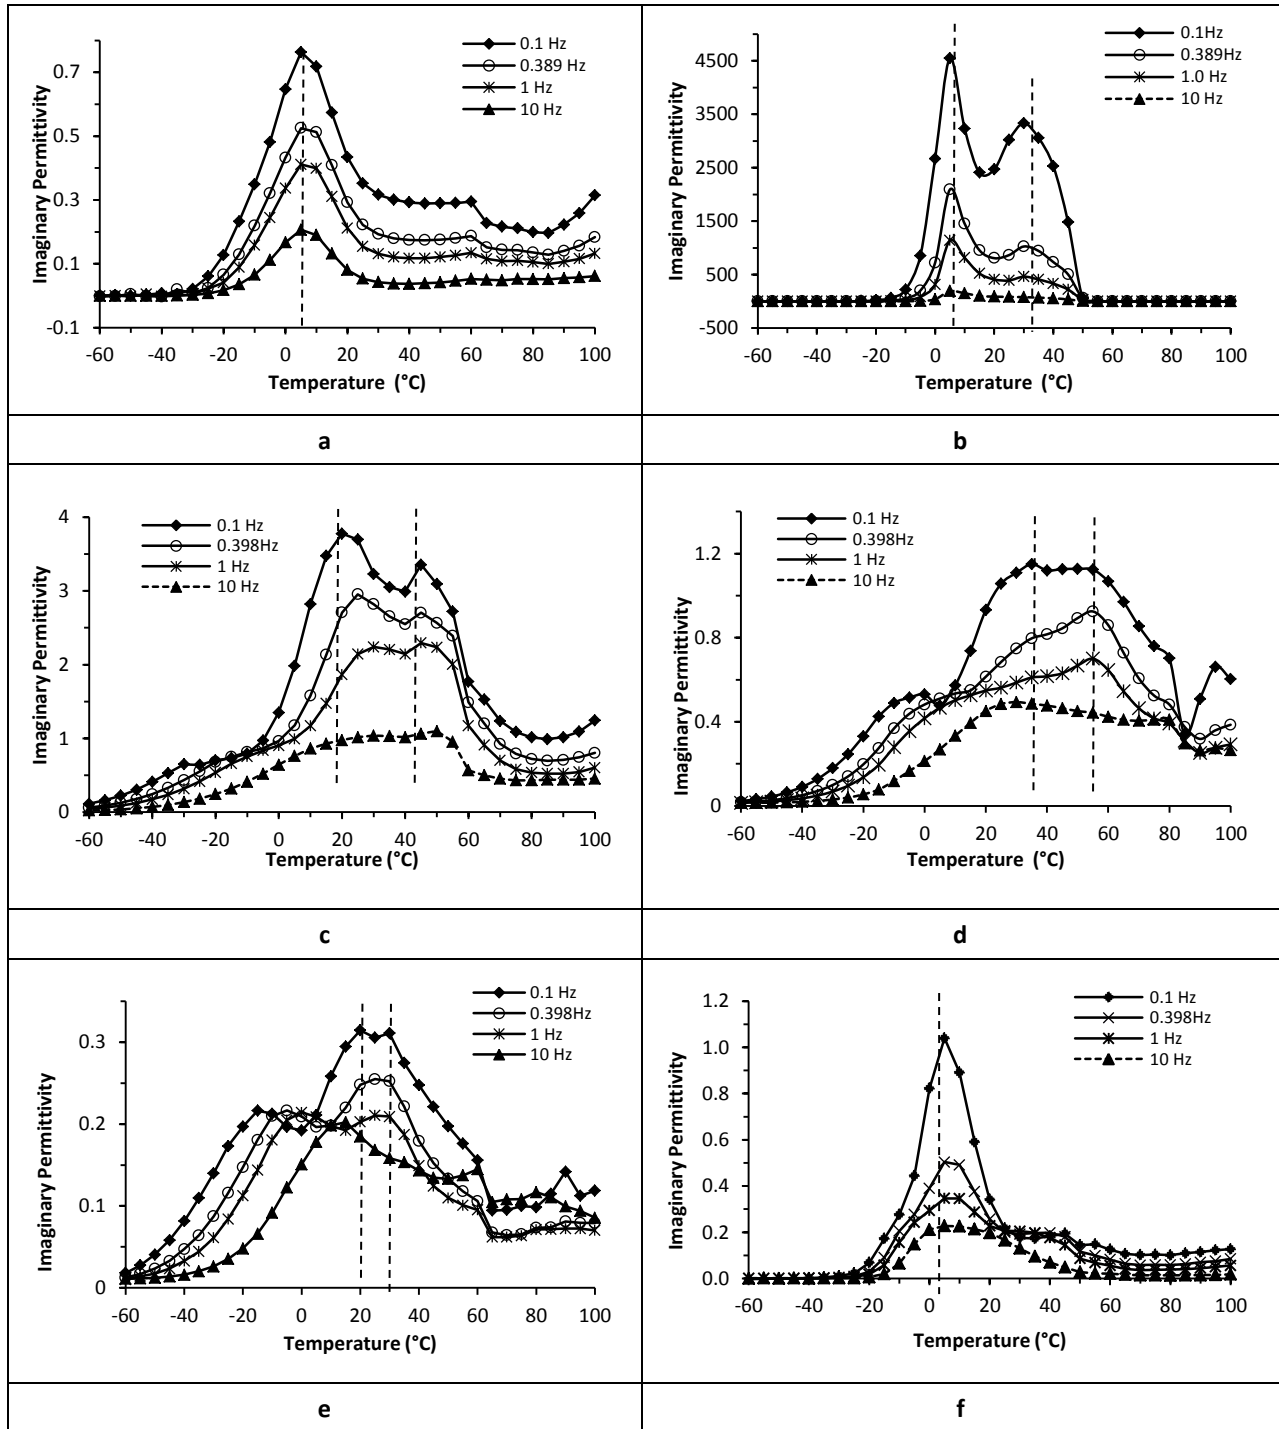 0.1 Hz
0.389 Hz
1 Hz
10 Hz
Imaginary Permittivity
0.7
0.5
0.3
0.1
-0.1
-60 -40 -20 0 20 40 60 80 100
Temperature (°C)
a
0.1Hz
0.389Hz
1.0 Hz
10 Hz
Imaginary Permittivity
4500
3500
2500
1500
500
-500
-60 -40 -20 0 20 40 60 80 100
Temperature (°C)
b
0.1 Hz
0.398Hz
1 Hz
10 Hz
Imaginary Permittivity
4
3
2
1
0
-60 -40 -20 0 20 40 60 80 100
Temperature (°C)
c
0.1 Hz
0.398Hz
1 Hz
10 Hz
Imaginary Permittivity
1.2
0.8
0.4
0
-60 -40 -20 0 20 40 60 80 100
Temperature (°C)
d
0.1 Hz
0.398Hz
1 Hz
10 Hz
Imaginary Permittivity
0.3
0.2
0.1
0
-60 -40 -20 0 20 40 60 80 100
Temperature (°C)
e
0.1 Hz
0.398Hz
1 Hz
10 Hz
Imaginary Permittivity
1.2
1.0
0.8
0.6
0.4
0.2
0.0
-60 -40 -20 0 20 40 60 80 100
Temperature (°C)
f